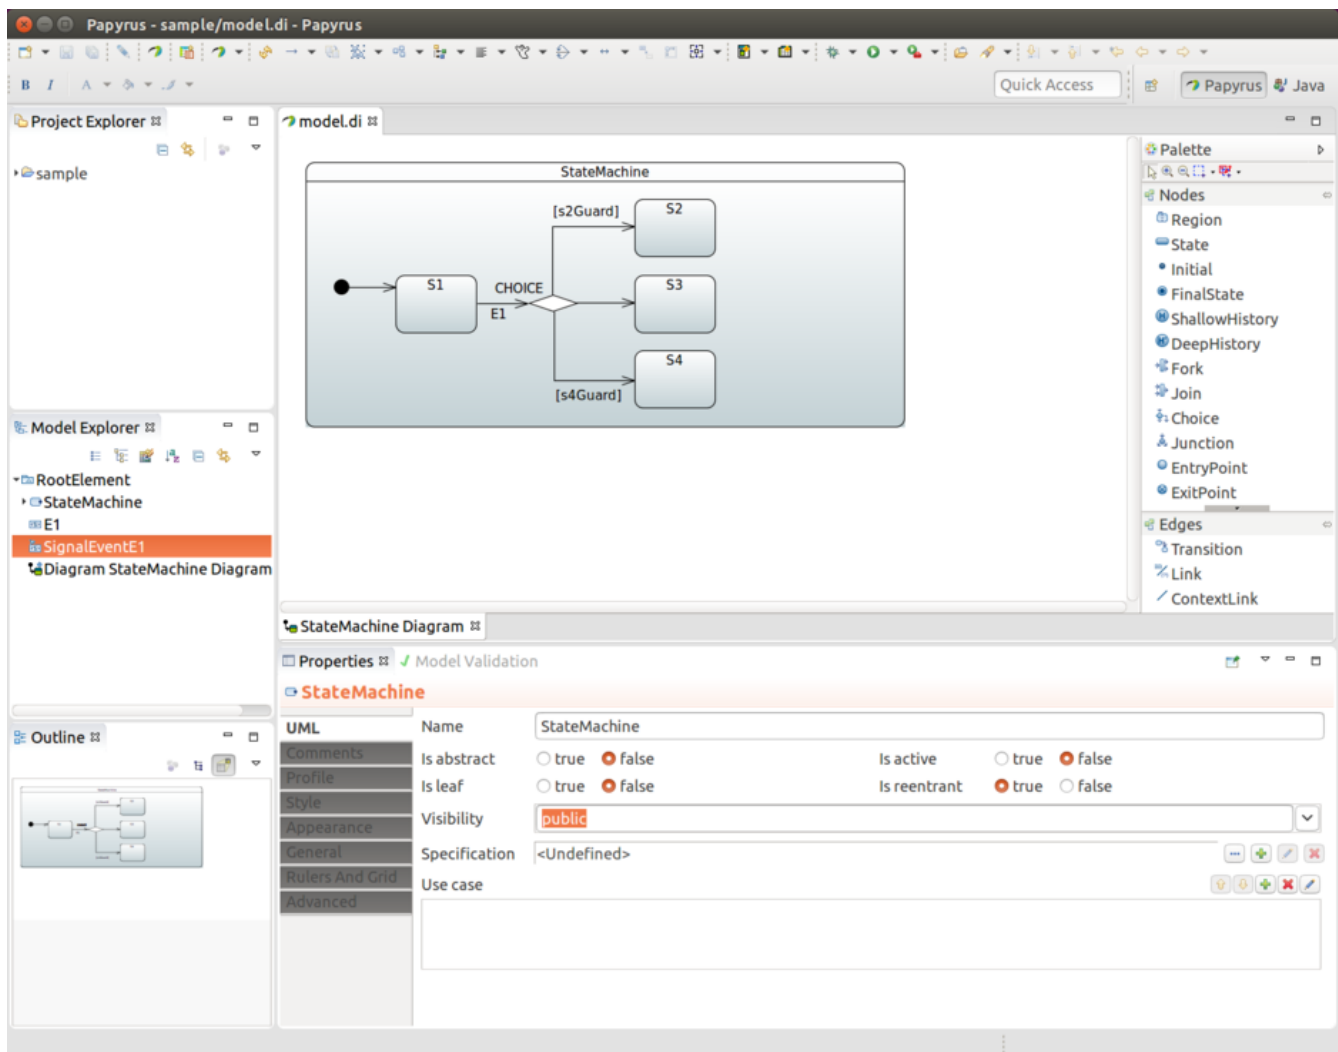 Papyrus - sample/model.di - Papyrus
B I A
Quick Access
Papyrus
Java
Project Explorer
sample
model.di
StateMachine
[s2Guard]
S2
S1
CHOICE
E1
S3
S4
[s4Guard]
Palette
Nodes
Region
State
Initial
FinalState
ShallowHistory
DeepHistory
Fork
Join
Choice
Junction
EntryPoint
ExitPoint
Edges
Transition
Link
ContextLink
Model Explorer
RootElement
StateMachine
E1
SignalEventE1
Diagram StateMachine Diagram
StateMachine Diagram
Outline
Properties
Model Validation
StateMachine
UML
Comments
Profile
Style
Appearance
General
Rulers And Grid
Advanced
Name StateMachine
Is abstract true false
Is active true false
Is leaf true false
Is reentrant true false
Visibility public
Specification <Undefined>
Use case